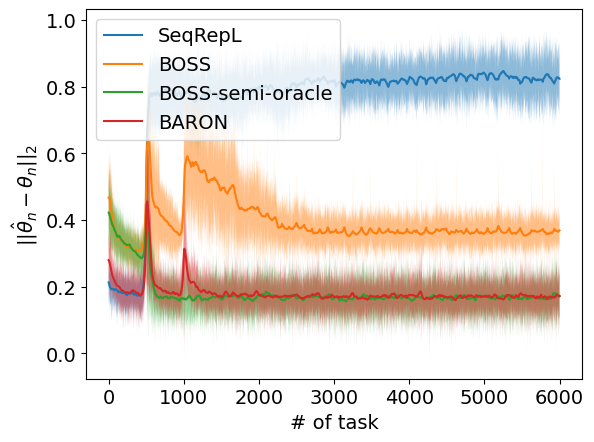 SeqRepL
BOSS
BOSS-semi-oracle
BARON
1.0
0.8
0.6
0.4
0.2
0.0
||θ̂ₙ − θₙ||₂
0 1000 2000 3000 4000 5000 6000
# of task